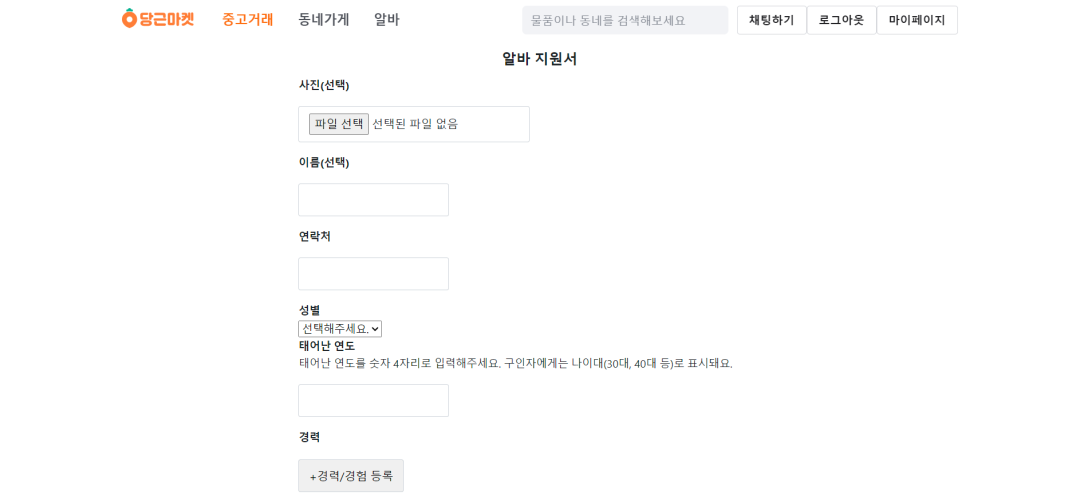 당근마켓 중고거래 동네가게 알바 물품이나 동네를 검색해보세요 채팅하기 로그아웃 마이페이지
알바 지원서
사진(선택)
파일 선택 선택된 파일 없음
이름(선택)
연락처
성별
선택해주세요.
태어난 연도
태어난 연도를 숫자 4자리로 입력해주세요. 구인자에게는 나이대(30대, 40대 등)로 표시돼요.
경력
+경력/경험 등록